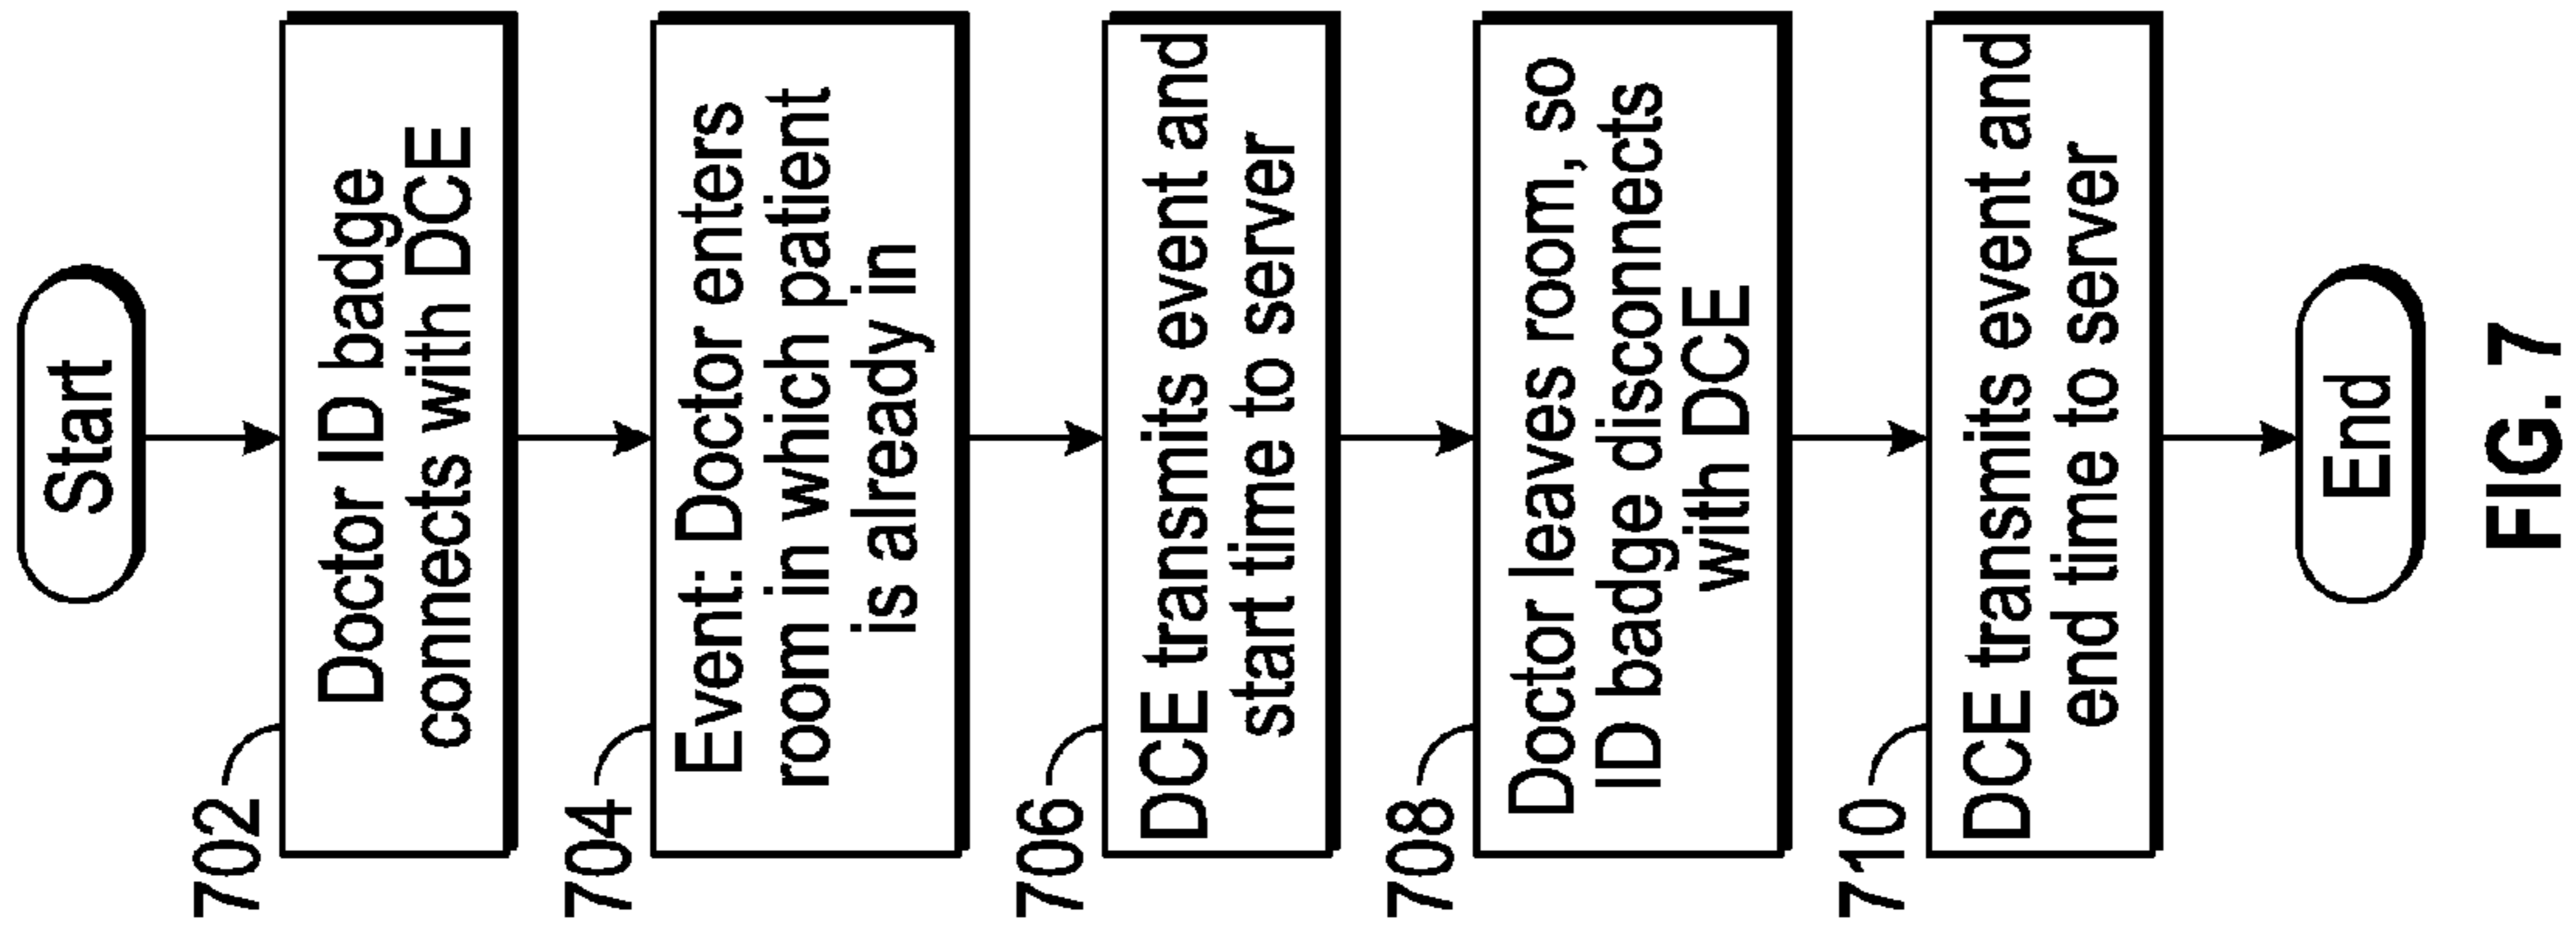 Start
702
Doctor ID badge
connects with DCE
704
Event: Doctor enters
room in which patient
is already in
706
DCE transmits event and
start time to server
708
Doctor leaves room, so
ID badge disconnects
with DCE
710
DCE transmits event and
end time to server
End
FIG. 7